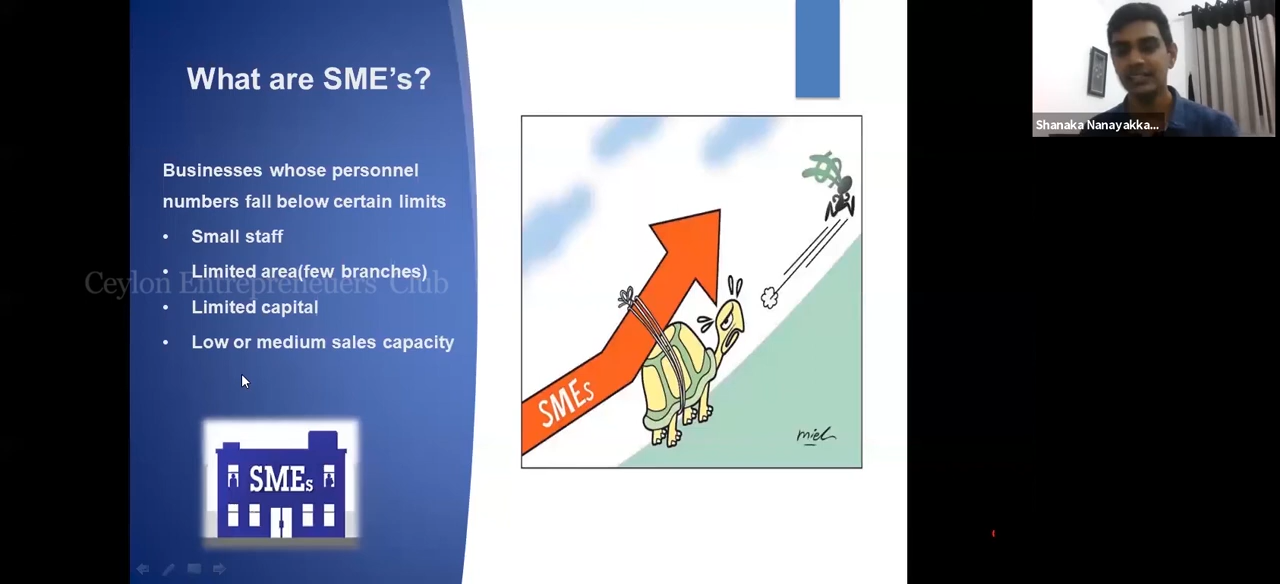 What are SME’s?
Businesses whose personnel
numbers fall below certain limits
• Small staff
• Limited area(few branches)
• Limited capital
• Low or medium sales capacity
Ceylon Entrepreneuers' Club
SMEs
SMEs
miel
Shanaka Nanayakka...